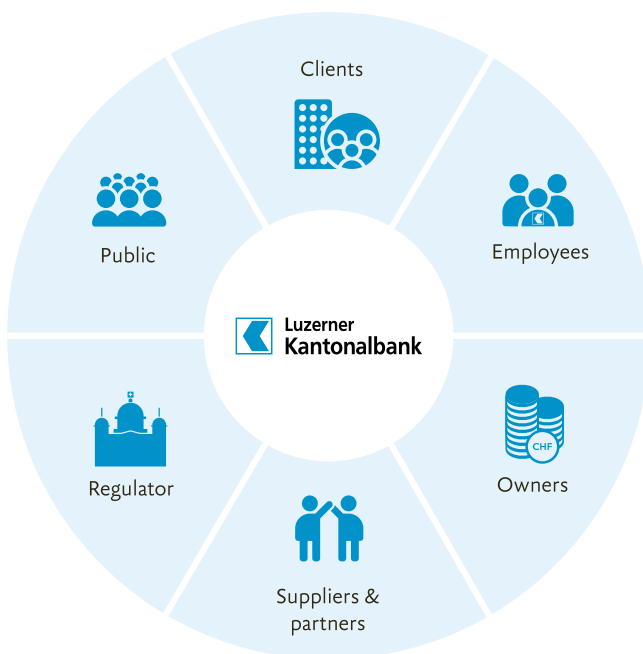 Clients
Employees
Owners
CHF
Suppliers &
partners
Regulator
Public
Luzerner
Kantonalbank